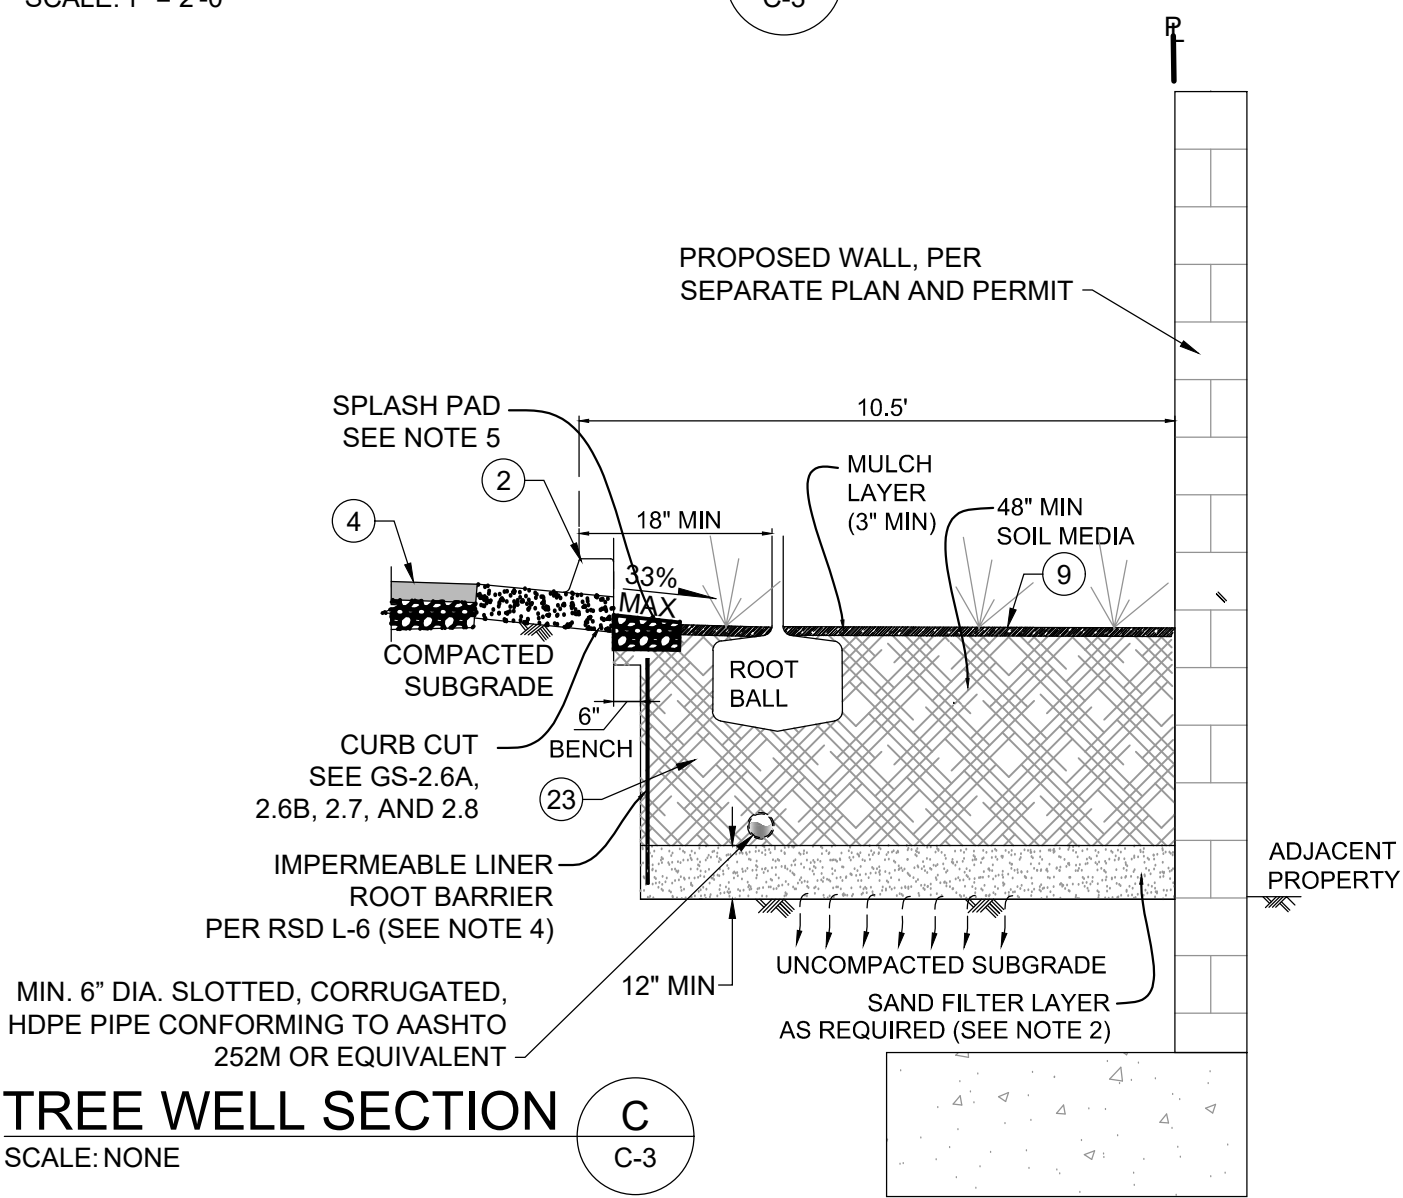 SCALE: 1" = 2'-0"
C-3
PL
PROPOSED WALL, PER
SEPARATE PLAN AND PERMIT
SPLASH PAD
SEE NOTE 5
10.5'
2
4
18" MIN
MULCH
LAYER
(3" MIN)
48" MIN
SOIL MEDIA
9
33%
MAX
COMPACTED
SUBGRADE
ROOT
BALL
6"
BENCH
CURB CUT
SEE GS-2.6A,
2.6B, 2.7, AND 2.8
23
IMPERMEABLE LINER
ROOT BARRIER
PER RSD L-6 (SEE NOTE 4)
ADJACENT
PROPERTY
12" MIN
UNCOMPACTED SUBGRADE
SAND FILTER LAYER
AS REQUIRED (SEE NOTE 2)
MIN. 6” DIA. SLOTTED, CORRUGATED,
HDPE PIPE CONFORMING TO AASHTO
252M OR EQUIVALENT
TREE WELL SECTION
SCALE: NONE
C
C-3